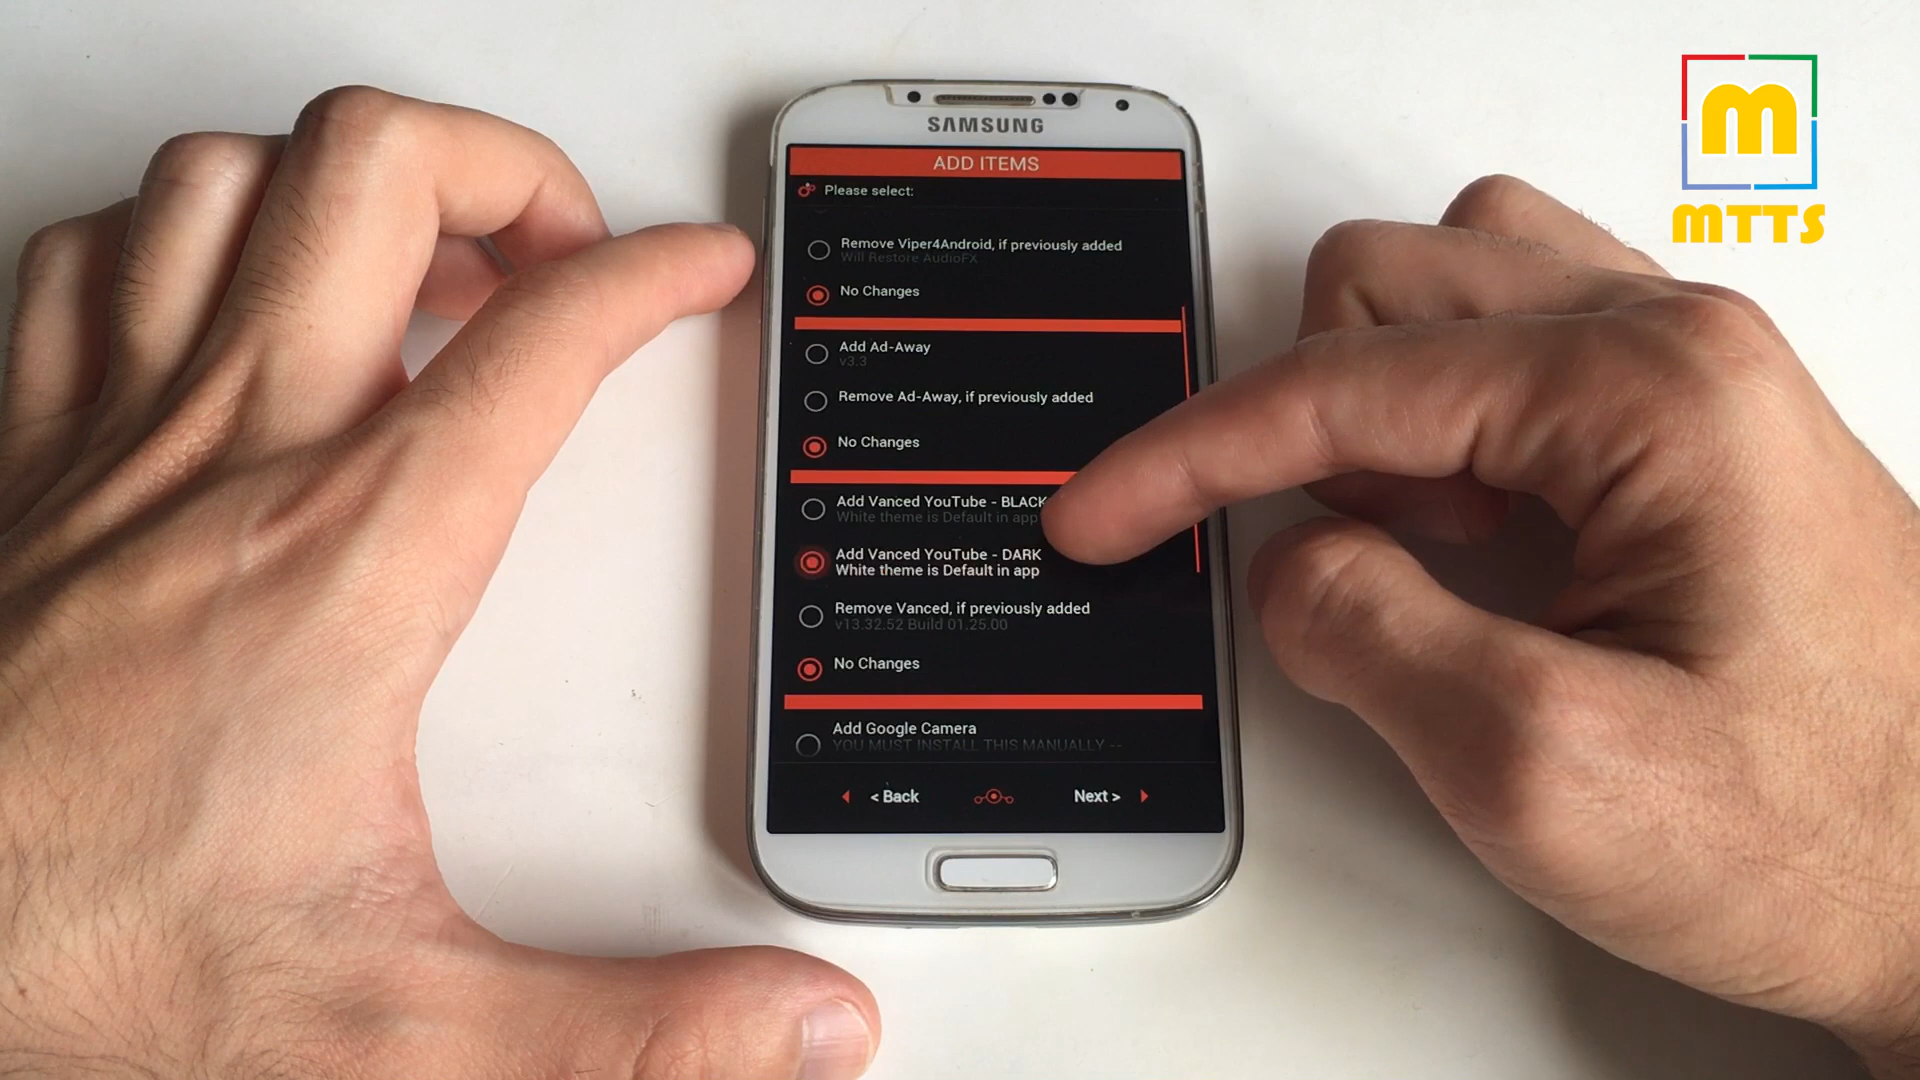 SAMSUNG
ADD ITEMS
Please select:
Remove Viper4Android, if previously added
Will Restore AudioFX
No Changes
Add Ad-Away
v3.3
Remove Ad-Away, if previously added
No Changes
Add Vanced YouTube - BLACK
White theme is Default in app
Add Vanced YouTube - DARK
White theme is Default in app
Remove Vanced, if previously added
v13.32.52 Build 01.25.00
No Changes
Add Google Camera
YOU MUST INSTALL THIS MANUALLY --
< Back
Next >
m
MTTS